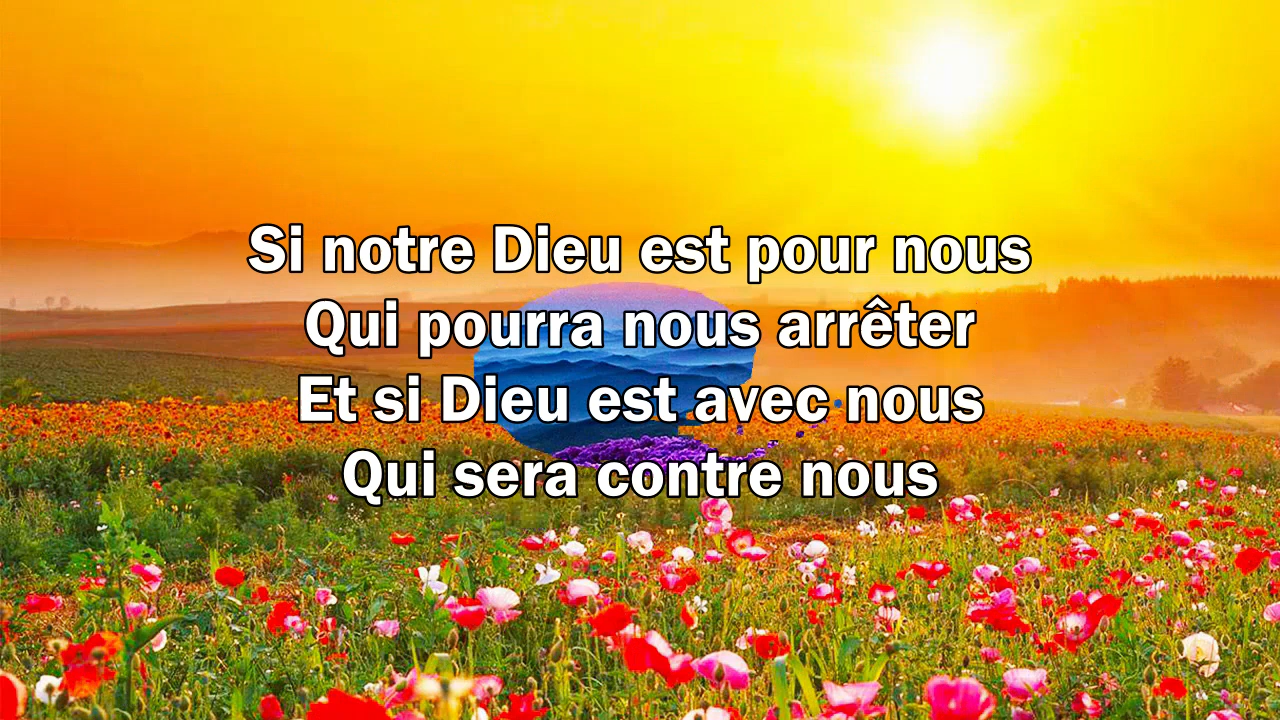 Si notre Dieu est pour nous
Qui pourra nous arrêter
Et si Dieu est avec nous
Qui sera contre nous